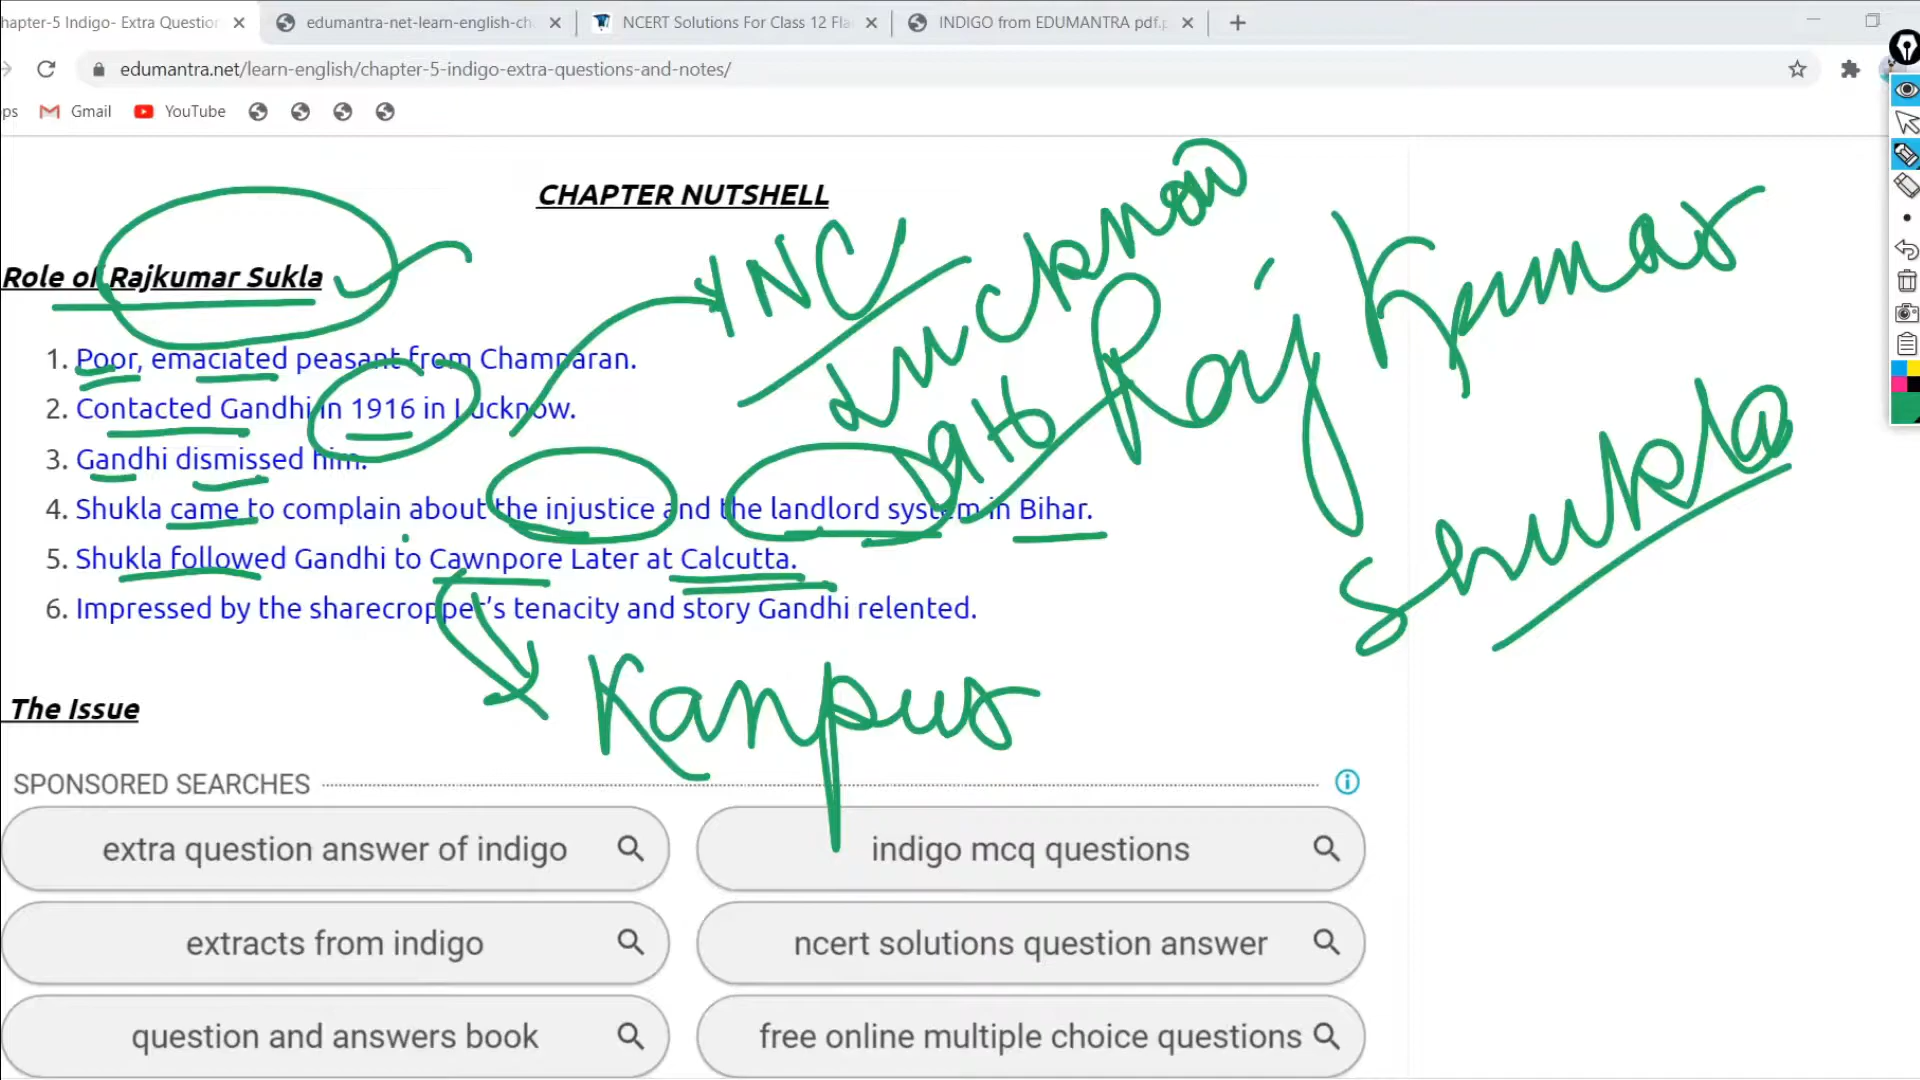 hapter-5 Indigo- Extra Question
edumantra-net-learn-english-ch
NCERT Solutions For Class 12 Fla
INDIGO from EDUMANTRA pdf.p
edumantra.net/learn-english/chapter-5-indigo-extra-questions-and-notes/
ps Gmail YouTube
CHAPTER NUTSHELL
INC
Lucknow
Raj Kumar
Shukla
Role of Rajkumar Sukla
1. Poor, emaciated peasant from Champaran.
2. Contacted Gandhi in 1916 in Lucknow.
3. Gandhi dismissed him.
4. Shukla came to complain about the injustice and the landlord system in Bihar.
5. Shukla followed Gandhi to Cawnpore Later at Calcutta.
6. Impressed by the sharecropper's tenacity and story Gandhi relented.
Kanpur
The Issue
SPONSORED SEARCHES
extra question answer of indigo
indigo mcq questions
extracts from indigo
ncert solutions question answer
question and answers book
free online multiple choice questions